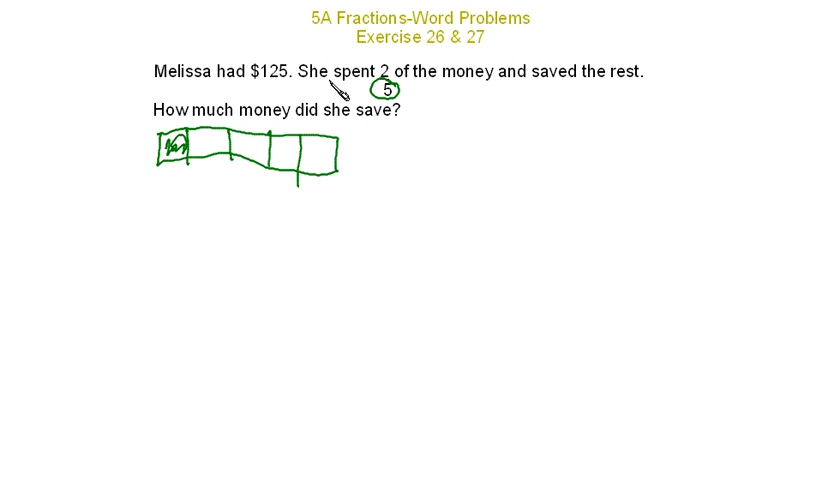 5A Fractions-Word Problems
Exercise 26 & 27
Melissa had $125. She spent 2 of the money and saved the rest.
5
How much money did she save?